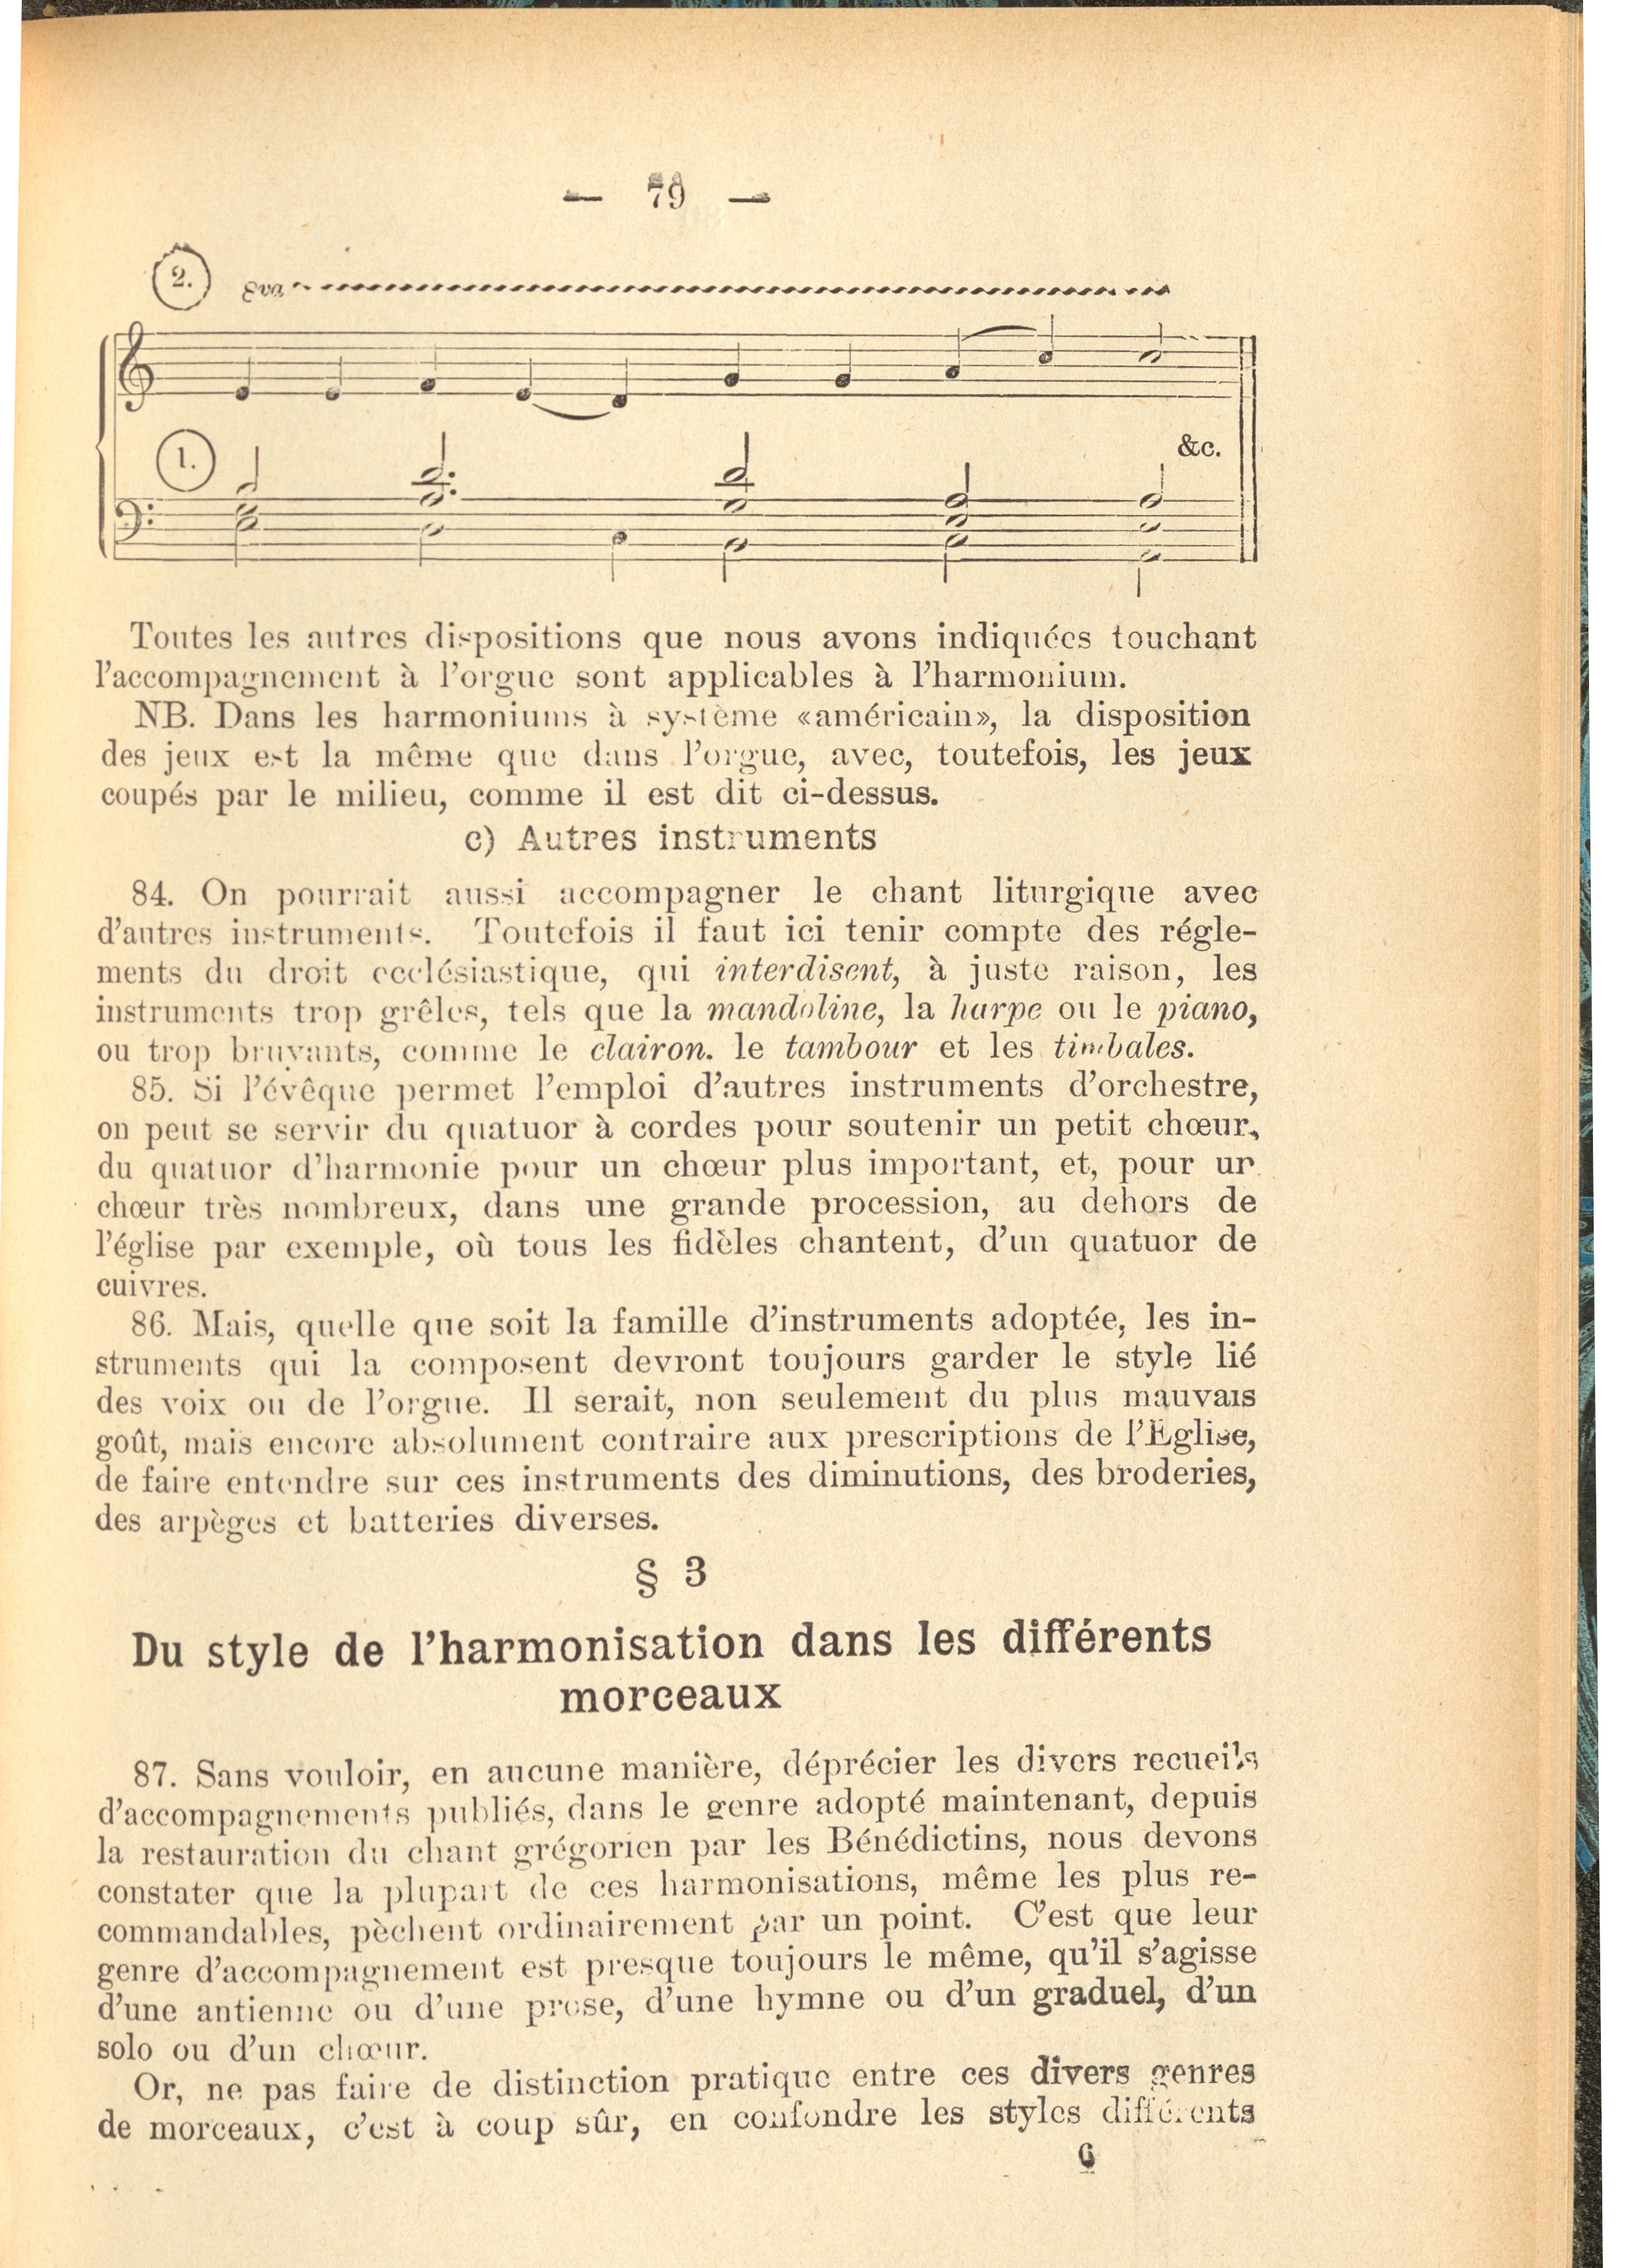 — 79 —
2. 8va
1.
&c.
Toutes les autres dispositions que nous avons indiquées touchant
l'accompagnement à l'orgue sont applicables à l'harmonium.
NB. Dans les harmoniums à système «américain», la disposition
des jeux est la même que dans l'orgue, avec, toutefois, les jeux
coupés par le milieu, comme il est dit ci-dessus.
c) Autres instruments
84. On pourrait aussi accompagner le chant liturgique avec
d'autres instruments. Toutefois il faut ici tenir compte des régle-
ments du droit ecclésiastique, qui interdisent, à juste raison, les
instruments trop grêles, tels que la mandoline, la harpe ou le piano,
ou trop bruyants, comme le clairon. le tambour et les timbales.
85. Si l'évêque permet l'emploi d'autres instruments d'orchestre,
on peut se servir du quatuor à cordes pour soutenir un petit chœur,
du quatuor d'harmonie pour un chœur plus important, et, pour un
chœur très nombreux, dans une grande procession, au dehors de
l'église par exemple, où tous les fidèles chantent, d'un quatuor de
cuivres.
86. Mais, quelle que soit la famille d'instruments adoptée, les in-
struments qui la composent devront toujours garder le style lié
des voix ou de l'orgue. Il serait, non seulement du plus mauvais
goût, mais encore absolument contraire aux prescriptions de l'Église,
de faire entendre sur ces instruments des diminutions, des broderies,
des arpèges et batteries diverses.
§ 3
Du style de l'harmonisation dans les différents
morceaux
87. Sans vouloir, en aucune manière, déprécier les divers recueils
d'accompagnements publiés, dans le genre adopté maintenant, depuis
la restauration du chant grégorien par les Bénédictins, nous devons
constater que la plupart de ces harmonisations, même les plus re-
commandables, pèchent ordinairement par un point. C'est que leur
genre d'accompagnement est presque toujours le même, qu'il s'agisse
d'une antienne ou d'une prose, d'une hymne ou d'un graduel, d'un
solo ou d'un chœur.
Or, ne pas faire de distinction pratique entre ces divers genres
de morceaux, c'est à coup sûr, en confondre les styles différents
6